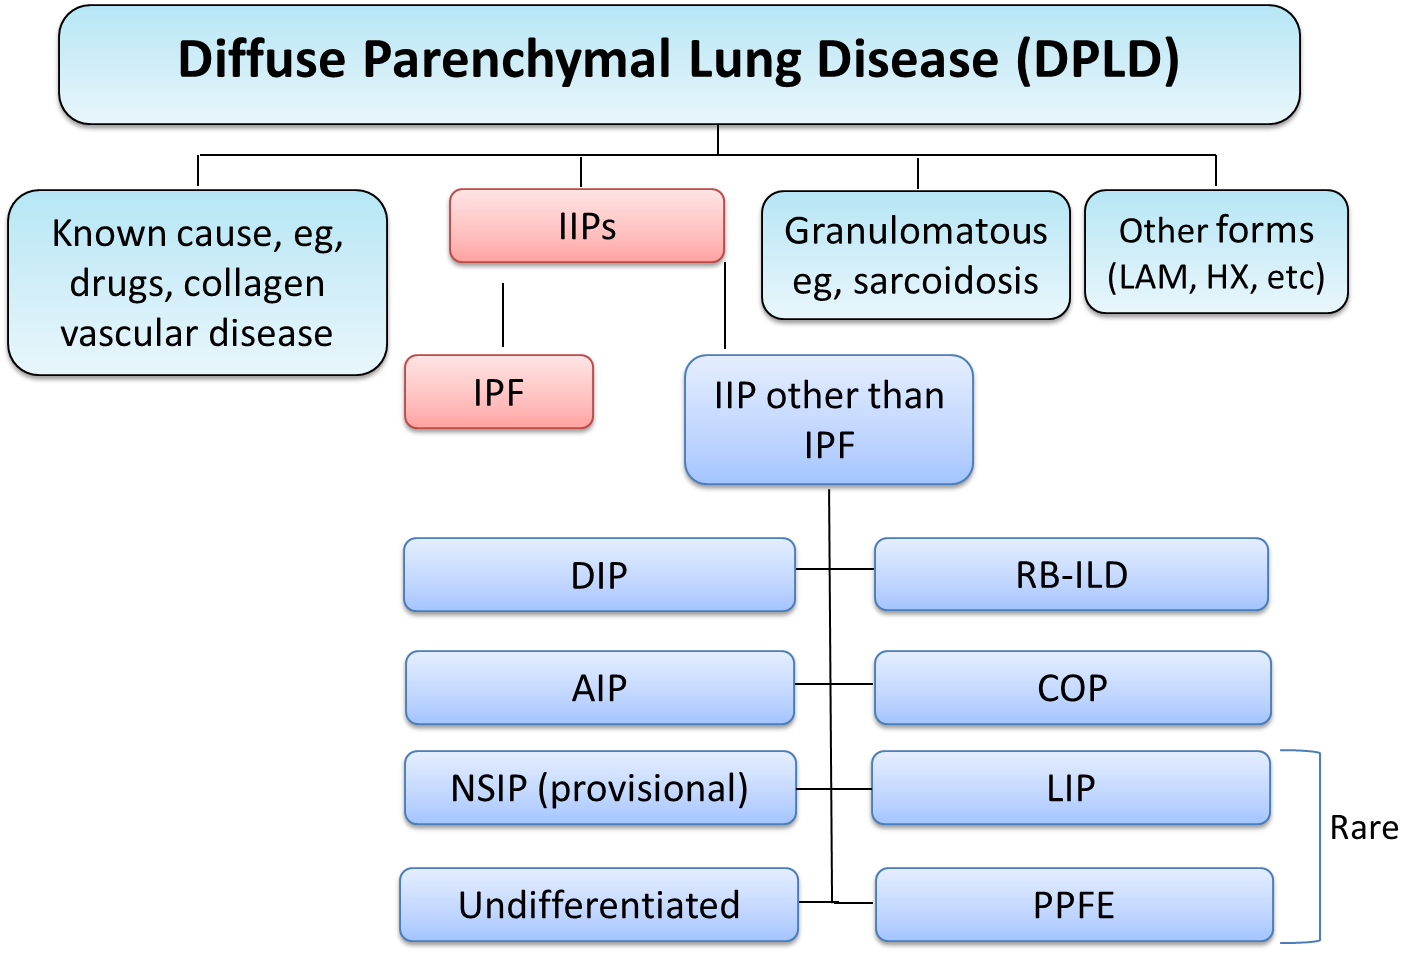 Diffuse Parenchymal Lung Disease (DPLD)
Known cause, eg,
drugs, collagen
vascular disease
IIPs
Granulomatous
eg, sarcoidosis
Other forms
(LAM, HX, etc)
IPF
IIP other than
IPF
DIP
RB-ILD
AIP
COP
NSIP (provisional)
LIP
Rare
Undifferentiated
PPFE